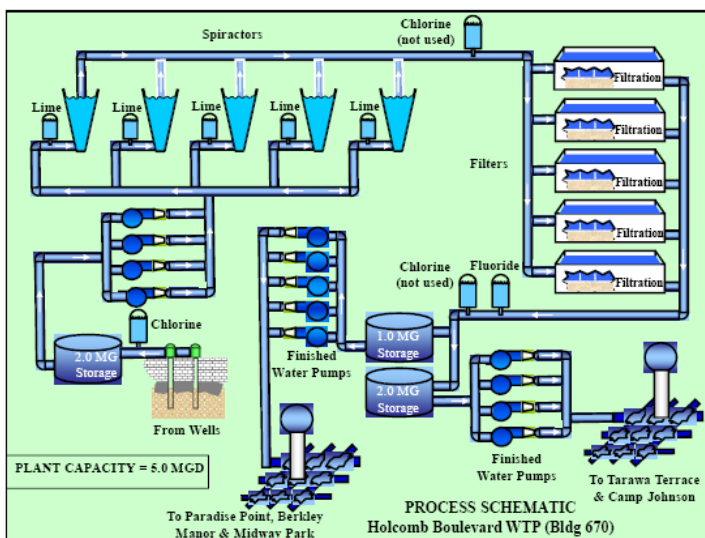 Chlorine
(not used)
Spiractors
Lime
Lime
Lime
Lime
Lime
Filtration
Filtration
Filtration
Filtration
Filtration
Filters
Chlorine
(not used)
Fluoride
Chlorine
2.0 MG
Storage
From Wells
Finished
Water Pumps
1.0 MG
Storage
2.0 MG
Storage
Finished
Water Pumps
PLANT CAPACITY = 5.0 MGD
To Paradise Point, Berkley
Manor & Midway Park
To Tarawa Terrace
& Camp Johnson
PROCESS SCHEMATIC
Holcomb Boulevard WTP (Bldg 670)